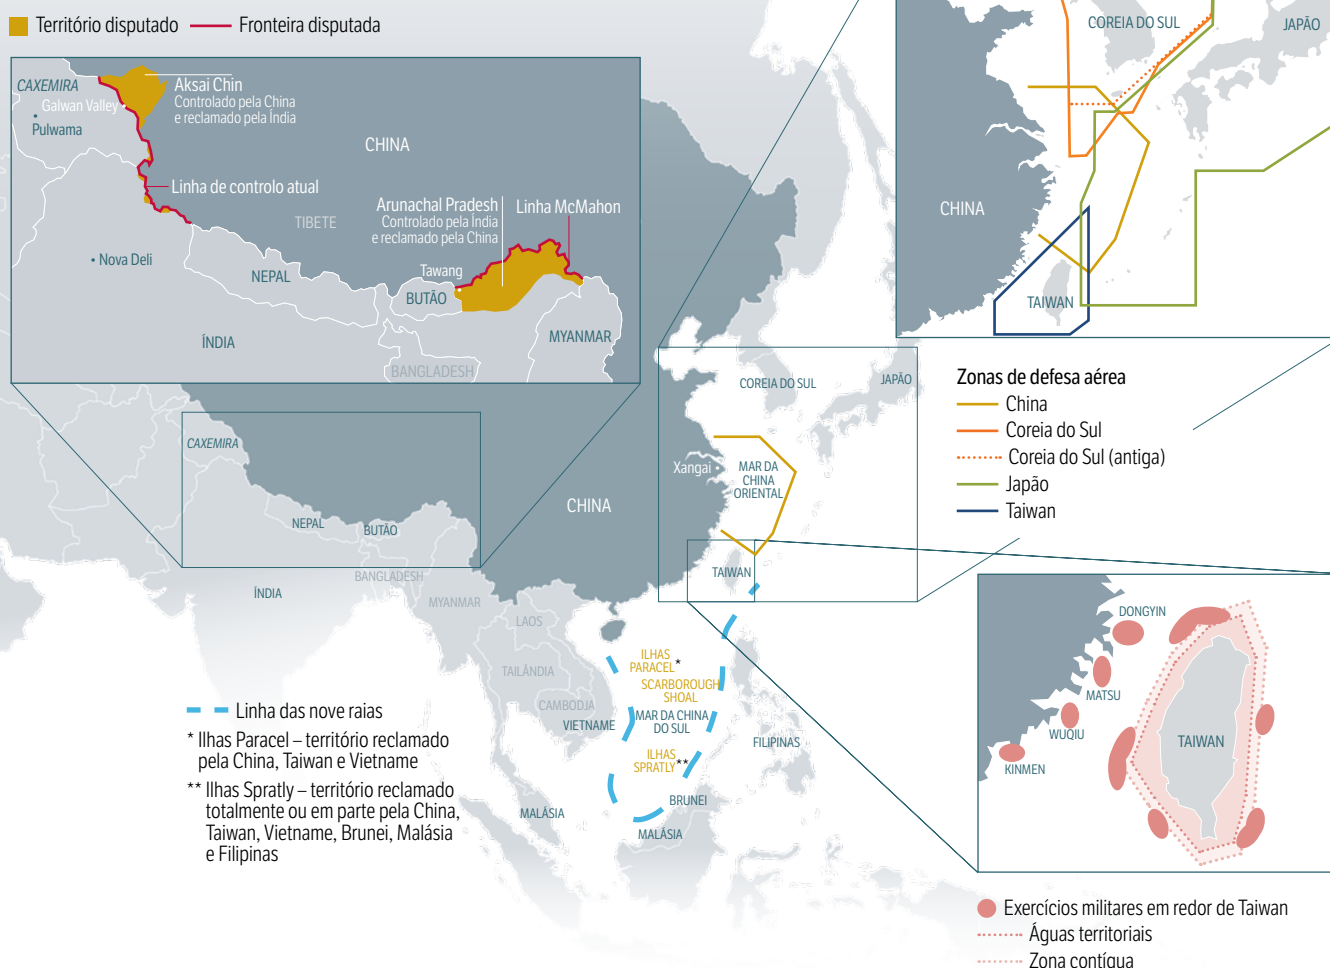 Território disputado
Fronteira disputada
CAXEMIRA
Galwan Valley
Pulwama
Aksai Chin
Controlado pela China
e reclamado pela Índia
CHINA
Linha de controlo atual
TIBETE
Arunachal Pradesh
Controlado pela Índia
e reclamado pela China
Linha McMahon
Nova Deli
NEPAL
Tawang
BUTÃO
ÍNDIA
MYANMAR
BANGLADESH
COREIA DO SUL
JAPÃO
CHINA
TAIWAN
Zonas de defesa aérea
China
Coreia do Sul
Coreia do Sul (antiga)
Japão
Taiwan
COREIA DO SUL
JAPÃO
Xangai
MAR DA
CHINA
ORIENTAL
CHINA
TAIWAN
CAXEMIRA
NEPAL
BUTÃO
BANGLADESH
ÍNDIA
MYANMAR
LAOS
TAILÂNDIA
CAMBODJA
VIETNAME
ILHAS
PARACEL*
SCARBOROUGH
SHOAL
MAR DA CHINA
DO SUL
ILHAS
SPRATLY**
FILIPINAS
BRUNEI
MALÁSIA
MALÁSIA
Linha das nove raias
* Ilhas Paracel – território reclamado
pela China, Taiwan e Vietname
** Ilhas Spratly – território reclamado
totalmente ou em parte pela China,
Taiwan, Vietname, Brunei, Malásia
e Filipinas
DONGYIN
MATSU
WUQIU
KINMEN
TAIWAN
Exercícios militares em redor de Taiwan
Águas territoriais
Zona contígua